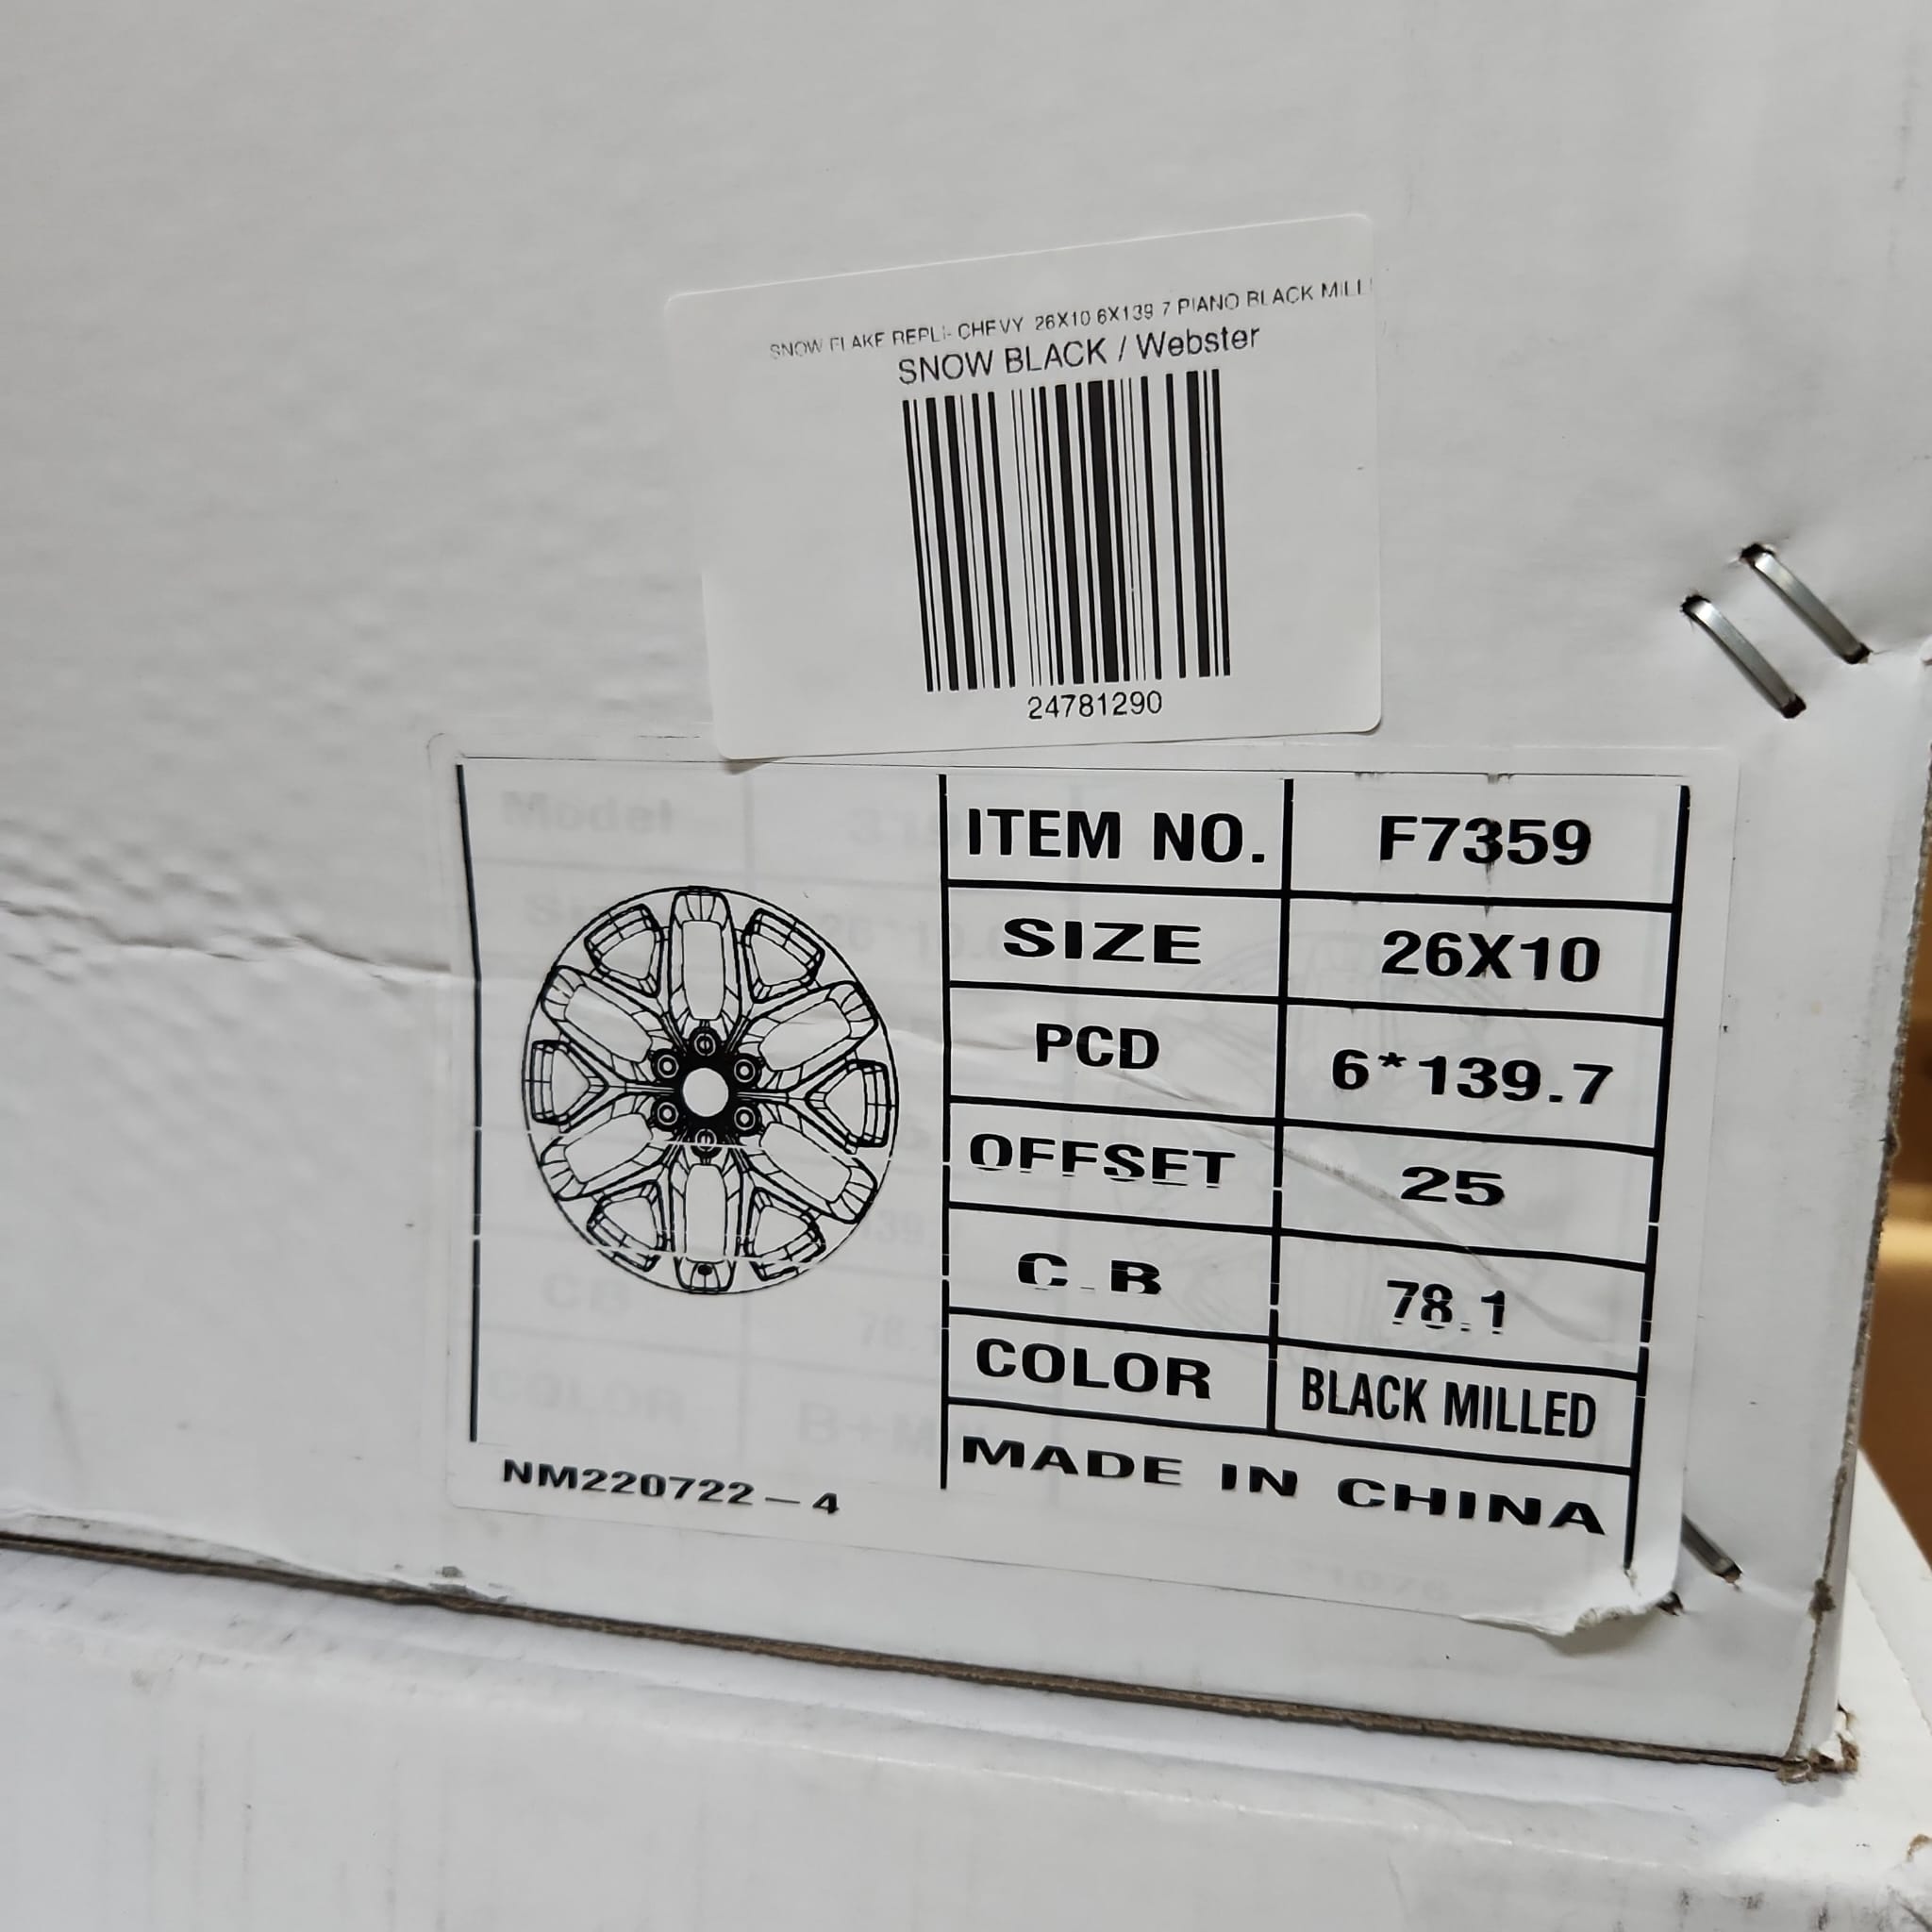 SNOW FLAKE REPLI- CHEVY 26X10 6X139.7 PIANO BLACK MILL
SNOW BLACK / Webster
24781290
ITEM NO. F7359
SIZE 26X10
PCD 6*139.7
OFFSET 25
C.B 78.1
COLOR BLACK MILLED
MADE IN CHINA
NM220722-4